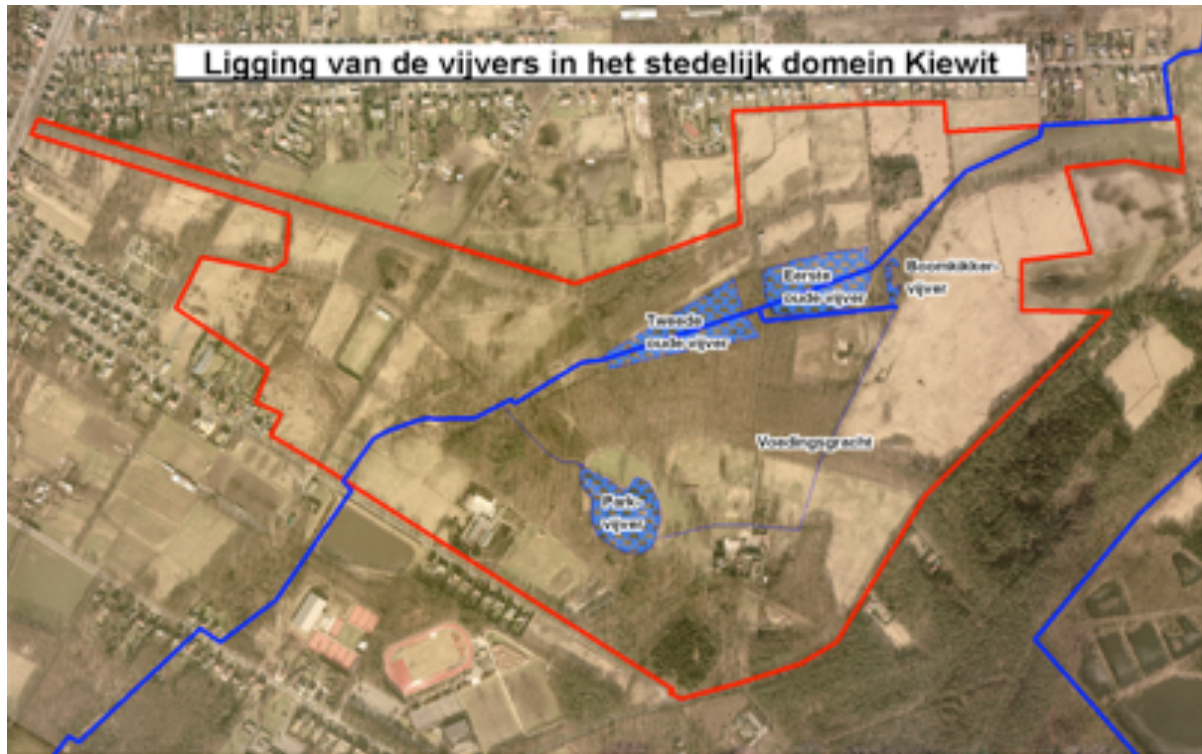 Ligging van de vijvers in het stedelijk domein Kiewit
Eerste
oude vijver
Boomkikker-
vijver
Tweede
oude vijver
Voedingsgracht
Park-
vijver